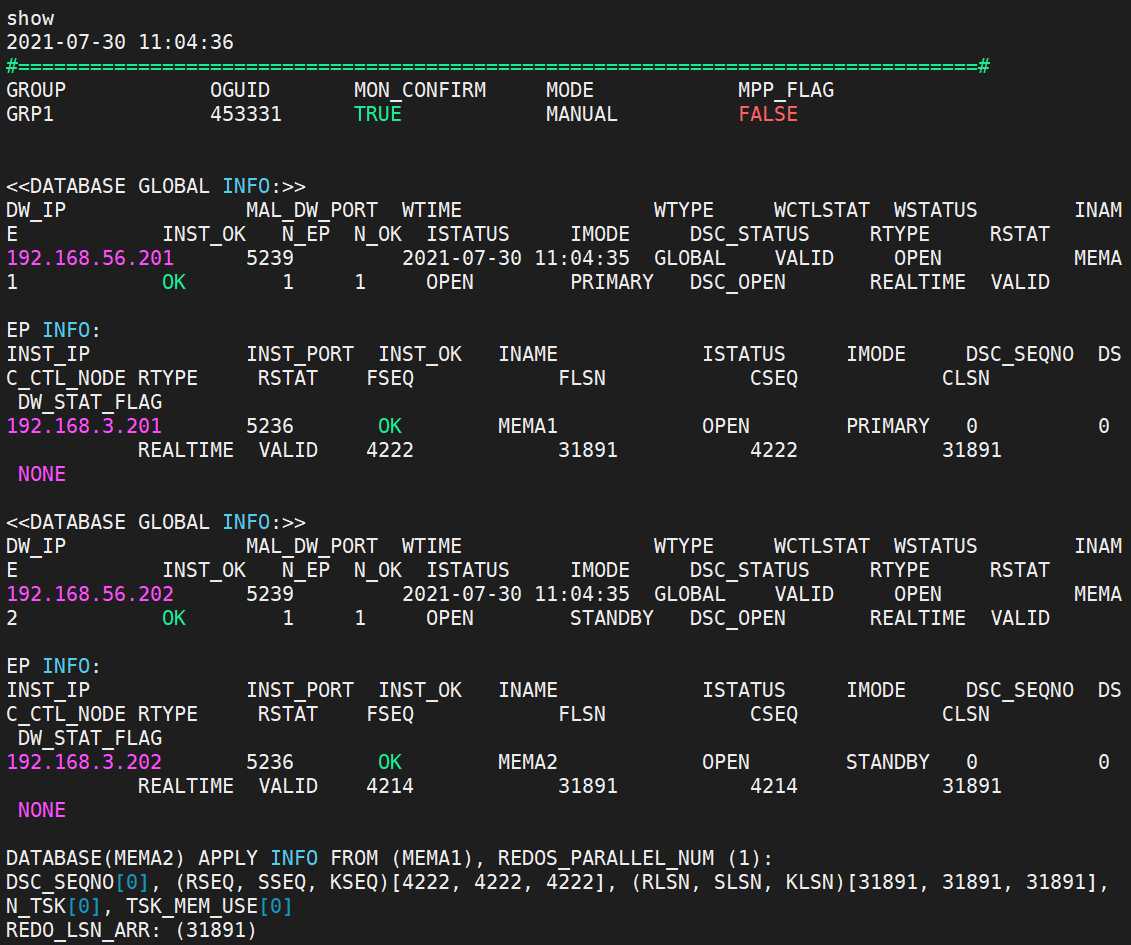 show
2021-07-30 11:04:36
#================================================================================#
GROUP            OGUID       MON_CONFIRM     MODE            MPP_FLAG
GRP1             453331      TRUE            MANUAL          FALSE
<<DATABASE GLOBAL INFO:>>
DW_IP               MAL_DW_PORT  WTIME                WTYPE     WCTLSTAT  WSTATUS        INAM
E            INST_OK   N_EP  N_OK  ISTATUS     IMODE     DSC_STATUS     RTYPE     RSTAT
192.168.56.201      5239         2021-07-30 11:04:35  GLOBAL    VALID     OPEN           MEMA
1            OK        1     1     OPEN        PRIMARY   DSC_OPEN       REALTIME  VALID
EP INFO:
INST_IP             INST_PORT  INST_OK   INAME            ISTATUS     IMODE     DSC_SEQNO  DS
C_CTL_NODE RTYPE     RSTAT    FSEQ            FLSN            CSEQ            CLSN
 DW_STAT_FLAG
192.168.3.201       5236       OK        MEMA1            OPEN        PRIMARY   0          0
           REALTIME  VALID    4222            31891           4222            31891
 NONE
<<DATABASE GLOBAL INFO:>>
DW_IP               MAL_DW_PORT  WTIME                WTYPE     WCTLSTAT  WSTATUS        INAM
E            INST_OK   N_EP  N_OK  ISTATUS     IMODE     DSC_STATUS     RTYPE     RSTAT
192.168.56.202      5239         2021-07-30 11:04:35  GLOBAL    VALID     OPEN           MEMA
2            OK        1     1     OPEN        STANDBY   DSC_OPEN       REALTIME  VALID
EP INFO:
INST_IP             INST_PORT  INST_OK   INAME            ISTATUS     IMODE     DSC_SEQNO  DS
C_CTL_NODE RTYPE     RSTAT    FSEQ            FLSN            CSEQ            CLSN
 DW_STAT_FLAG
192.168.3.202       5236       OK        MEMA2            OPEN        STANDBY   0          0
           REALTIME  VALID    4214            31891           4214            31891
 NONE
DATABASE(MEMA2) APPLY INFO FROM (MEMA1), REDOS_PARALLEL_NUM (1):
DSC_SEQNO[0], (RSEQ, SSEQ, KSEQ)[4222, 4222, 4222], (RLSN, SLSN, KLSN)[31891, 31891, 31891],
N_TSK[0], TSK_MEM_USE[0]
REDO_LSN_ARR: (31891)